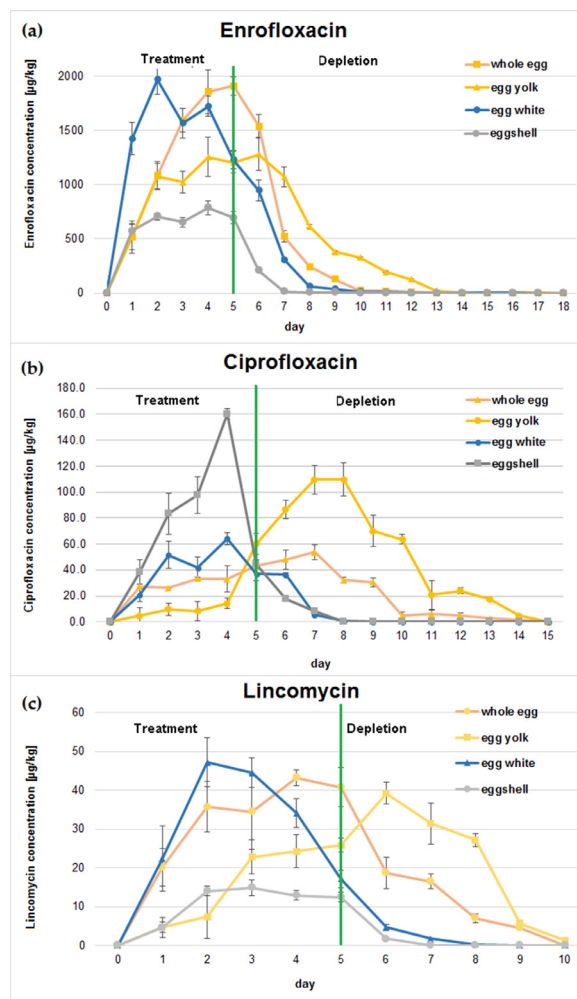 (a) Enrofloxacin
Treatment Depletion
whole egg
egg yolk
egg white
eggshell
Enrofloxacin concentration [µg/kg]
2000
1500
1000
500
0
0 1 2 3 4 5 6 7 8 9 10 11 12 13 14 15 16 17 18
day
(b) Ciprofloxacin
Treatment Depletion
whole egg
egg yolk
egg white
eggshell
Ciprofloxacin concentration [µg/kg]
180.0
160.0
140.0
120.0
100.0
80.0
60.0
40.0
20.0
0.0
0 1 2 3 4 5 6 7 8 9 10 11 12 13 14 15
day
(c) Lincomycin
Treatment Depletion
whole egg
egg yolk
egg white
eggshell
Lincomycin concentration [µg/kg]
60
50
40
30
20
10
0
0 1 2 3 4 5 6 7 8 9 10
day